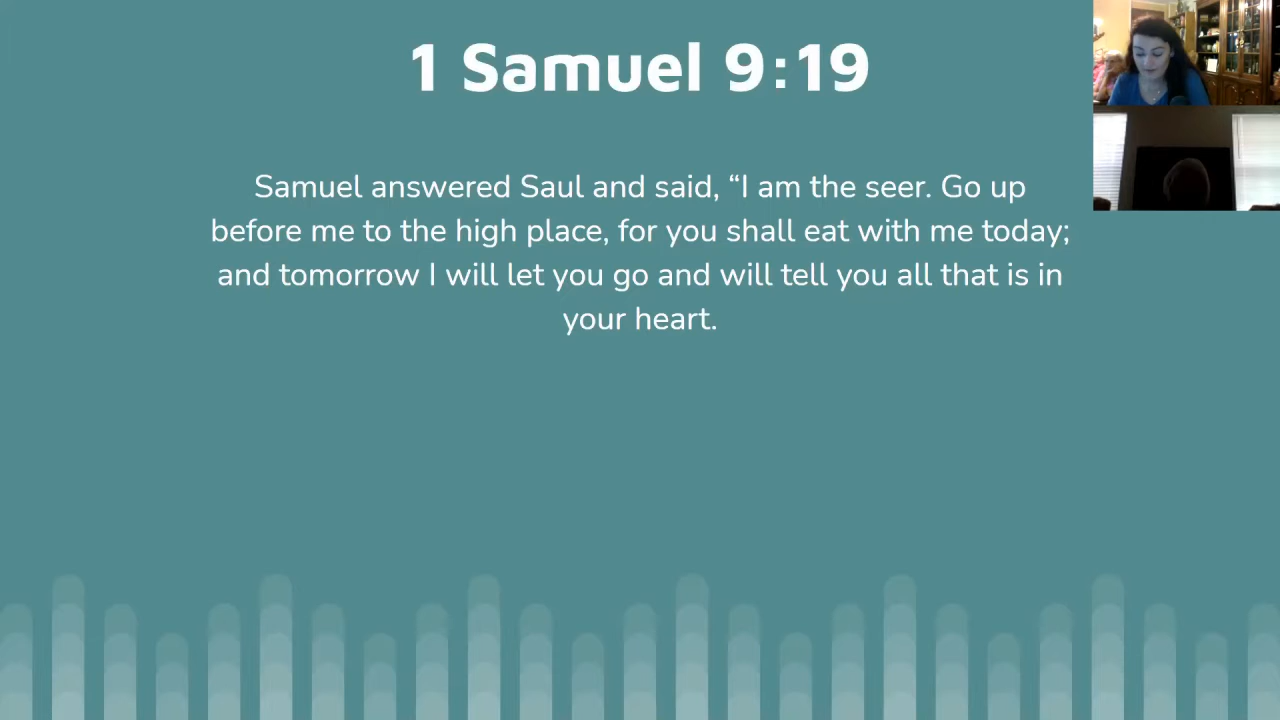 1 Samuel 9:19
Samuel answered Saul and said, “I am the seer. Go up
before me to the high place, for you shall eat with me today;
and tomorrow I will let you go and will tell you all that is in
your heart.